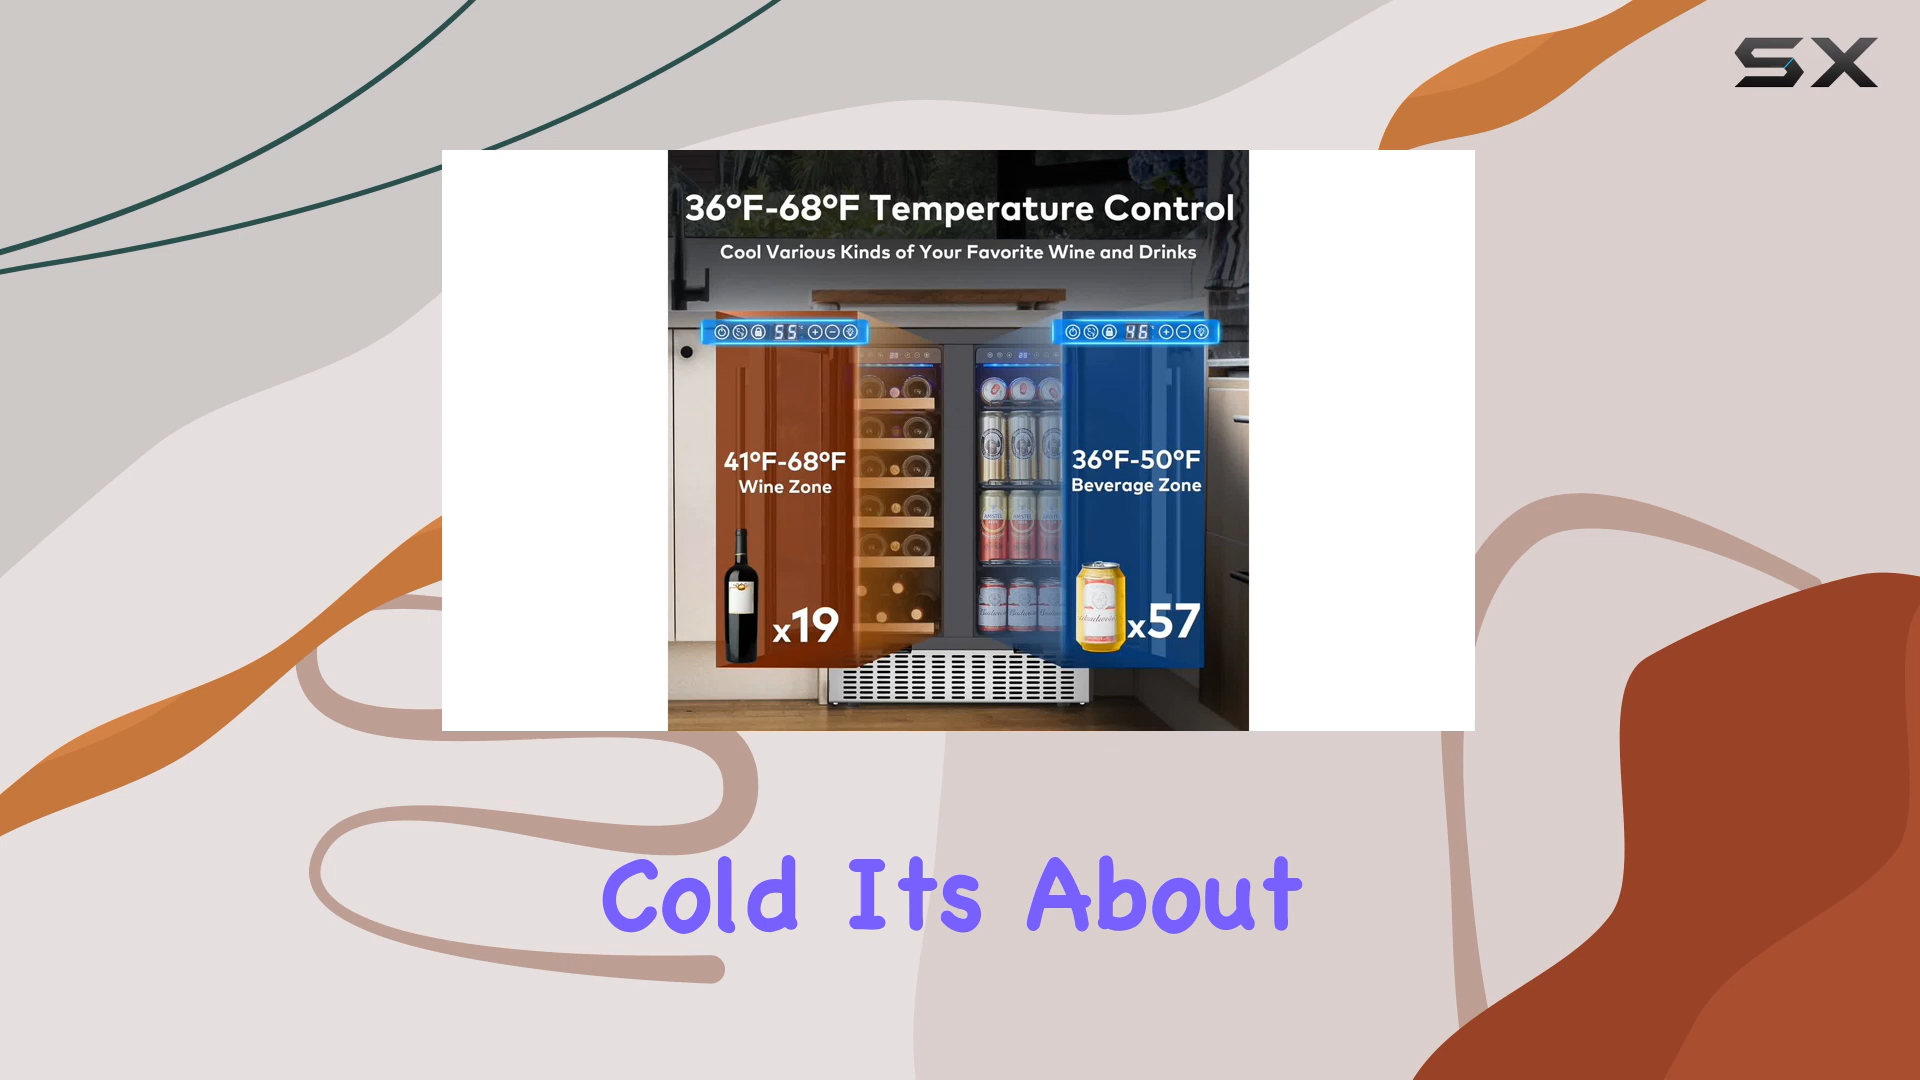 SX
36°F-68°F Temperature Control
Cool Various Kinds of Your Favorite Wine and Drinks
55
46
41°F-68°F
Wine Zone
36°F-50°F
Beverage Zone
x19
x57
Cold Its About